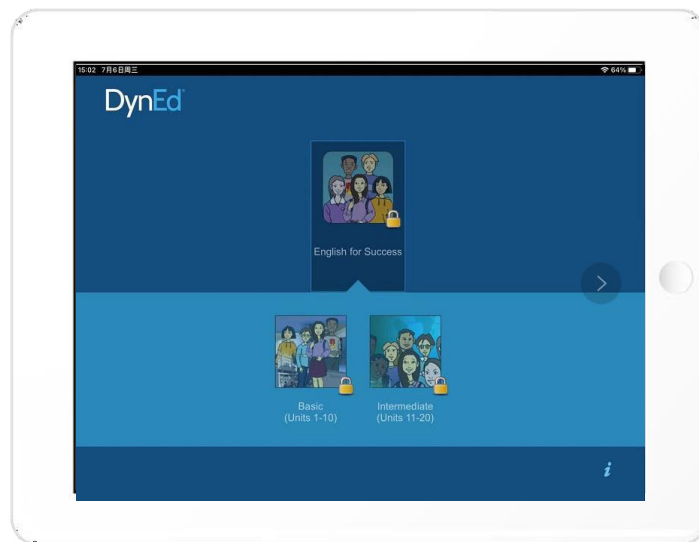 15:02 7月6日周三
64%
DynEd
English for Success
Basic
(Units 1-10)
Intermediate
(Units 11-20)
i